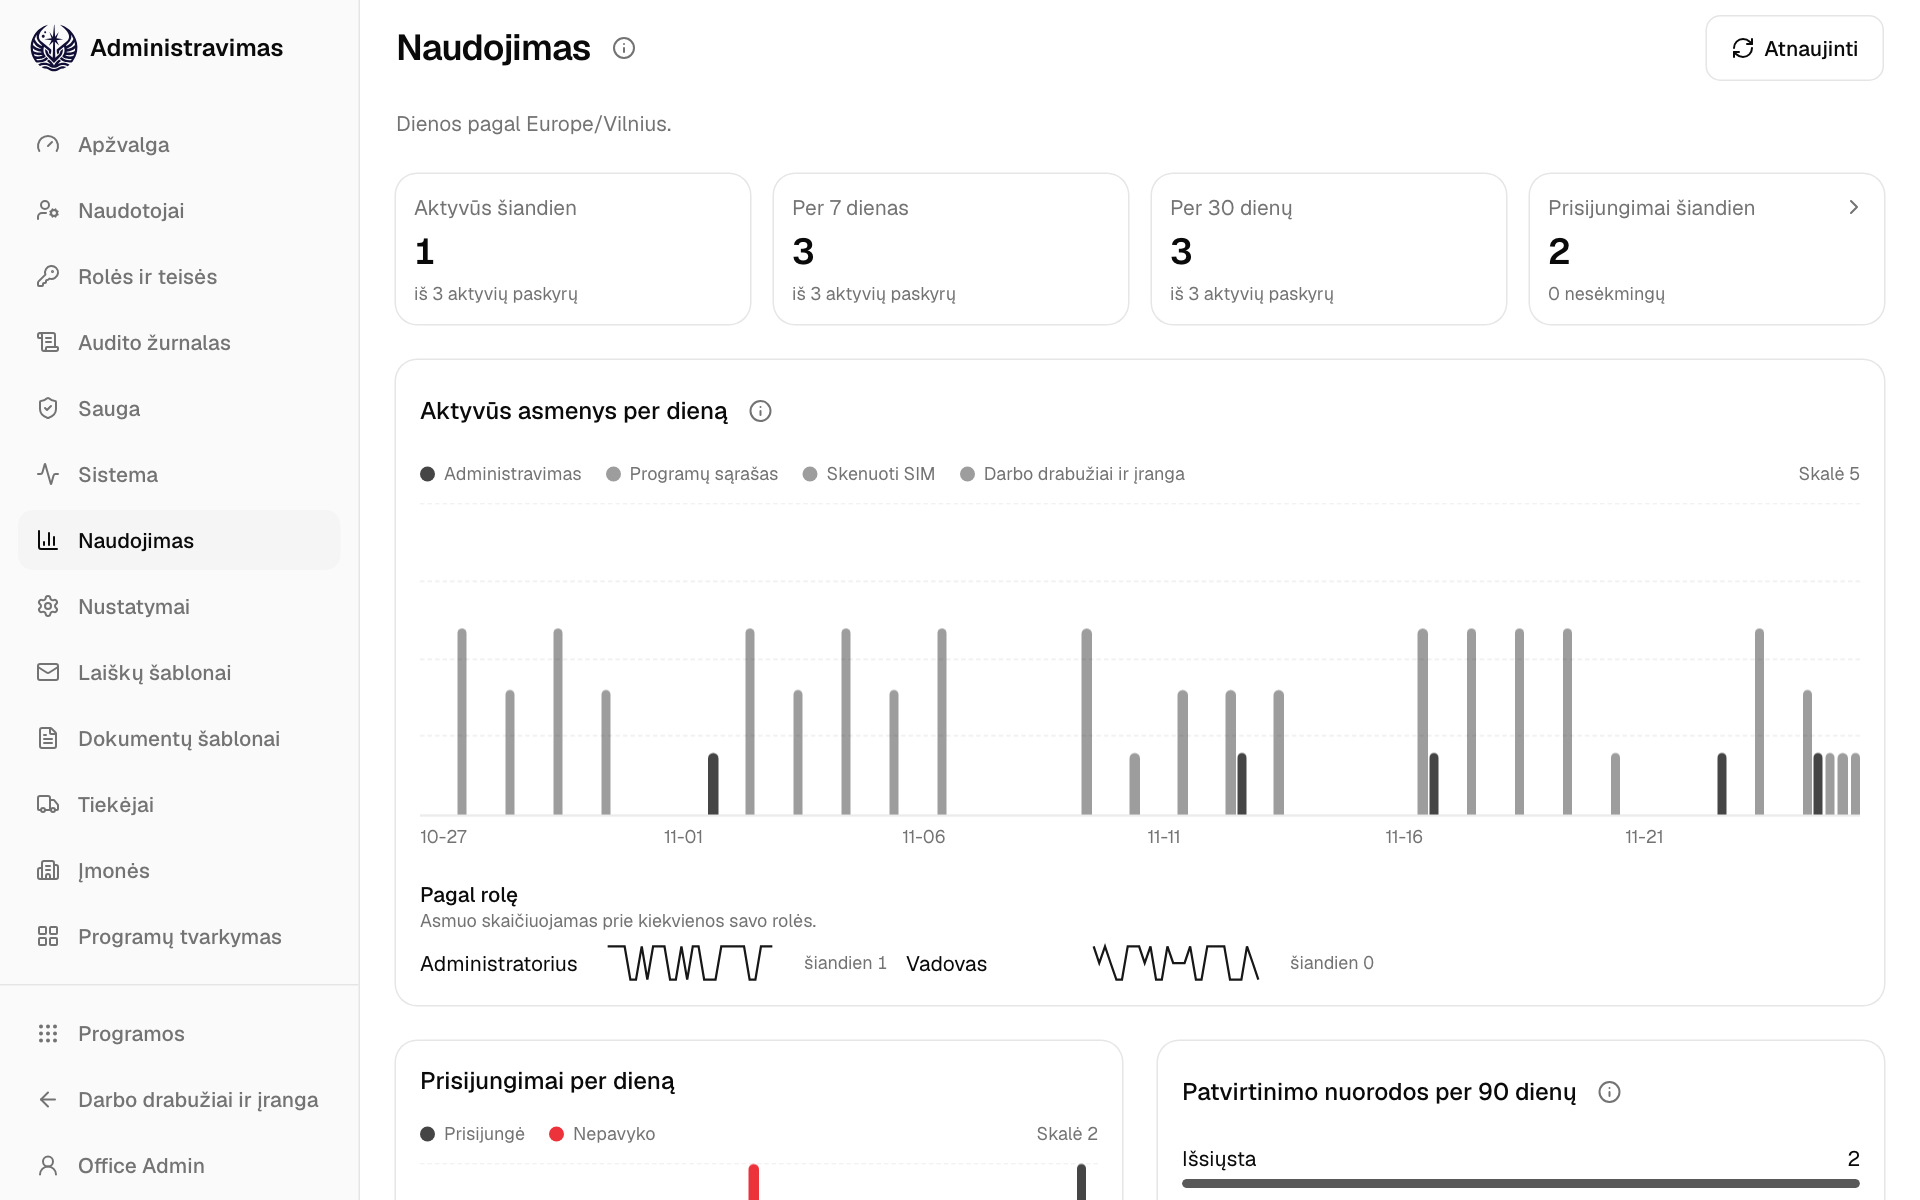 Administravimas
Apžvalga
Naudotojai
Rolės ir teisės
Audito žurnalas
Sauga
Sistema
Naudojimas
Nustatymai
Laiškų šablonai
Dokumentų šablonai
Tiekėjai
Įmonės
Programų tvarkymas
Programos
Darbo drabužiai ir įranga
Office Admin
Naudojimas
Atnaujinti
Dienos pagal Europe/Vilnius.
Aktyvūs šiandien
1
iš 3 aktyvių paskyrų
Per 7 dienas
3
iš 3 aktyvių paskyrų
Per 30 dienų
3
iš 3 aktyvių paskyrų
Prisijungimai šiandien
2
0 nesėkmingų
Aktyvūs asmenys per dieną
Administravimas Programų sąrašas Skenuoti SIM Darbo drabužiai ir įranga Skalė 5
10-27 11-01 11-06 11-11 11-16 11-21
Pagal rolę
Asmuo skaičiuojamas prie kiekvienos savo rolės.
Administratorius šiandien 1 Vadovas šiandien 0
Prisijungimai per dieną
Prisijungė Nepavyko Skalė 2
Patvirtinimo nuorodos per 90 dienų
Išsiųsta 2